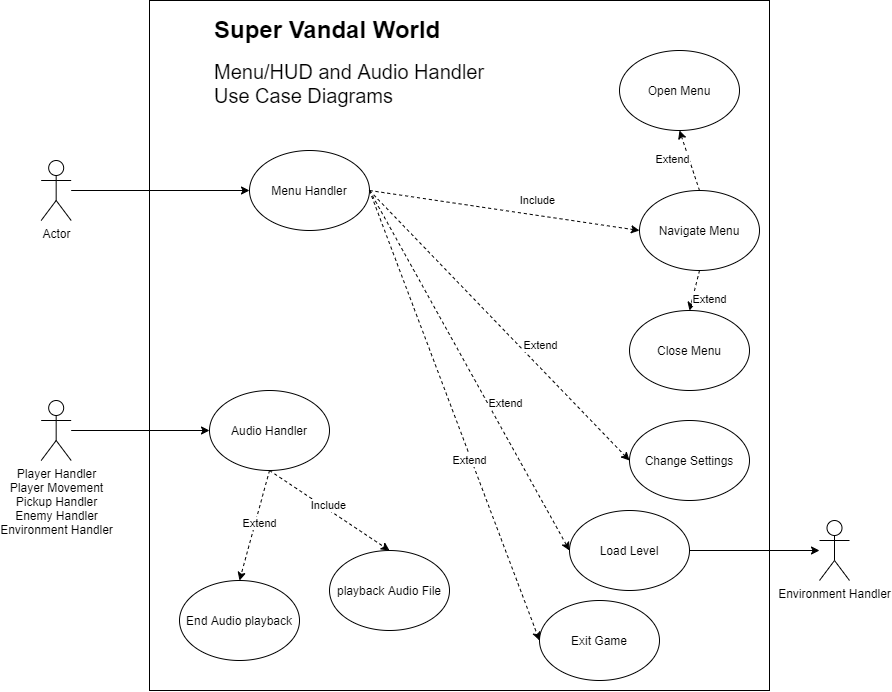 Super Vandal World
Menu/HUD and Audio Handler
Use Case Diagrams
Open Menu
Extend
Menu Handler
Include
Navigate Menu
Actor
Extend
Close Menu
Extend
Extend
Audio Handler
Extend
Change Settings
Player Handler
Player Movement
Pickup Handler
Enemy Handler
Environment Handler
Include
Extend
Load Level
playback Audio File
Environment Handler
End Audio playback
Exit Game